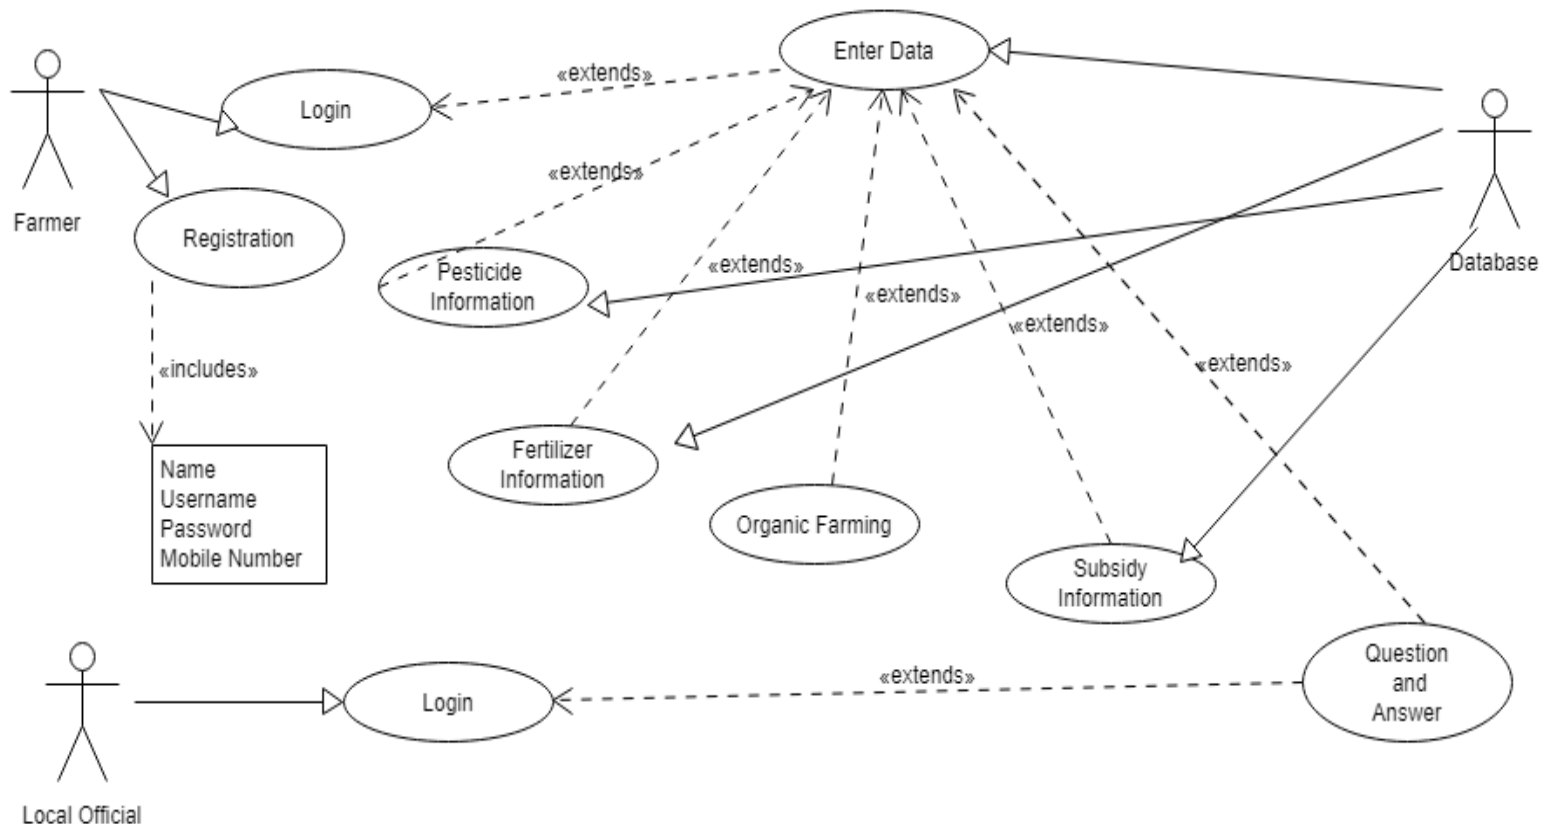 Enter Data
«extends»
Login
«extends»
Farmer
Registration
Pesticide
Information
«extends»
Database
«extends»
«extends»
«includes»
«extends»
Fertilizer
Information
Name
Username
Password
Mobile Number
Organic Farming
Subsidy
Information
Question
and
Answer
«extends»
Login
Local Official